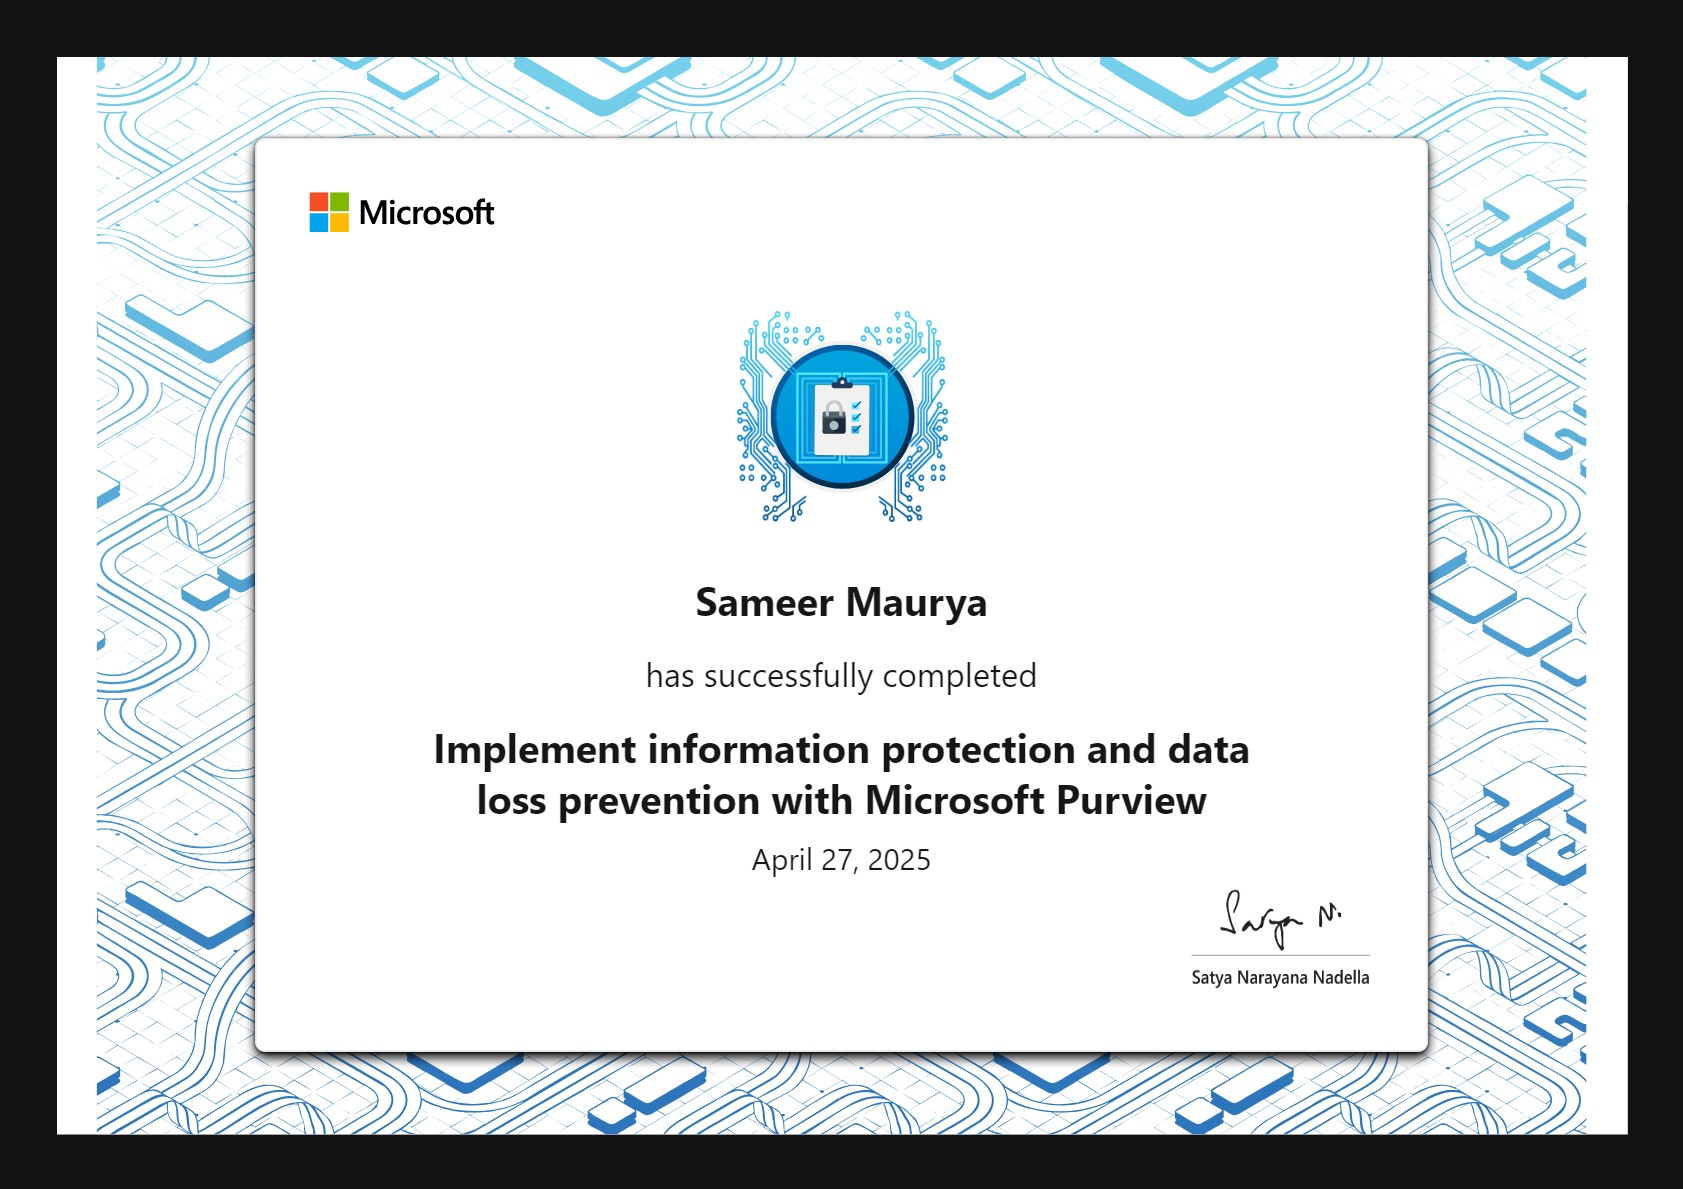 Microsoft
Sameer Maurya
has successfully completed
Implement information protection and data
loss prevention with Microsoft Purview
April 27, 2025
Satya N.
Satya Narayana Nadella